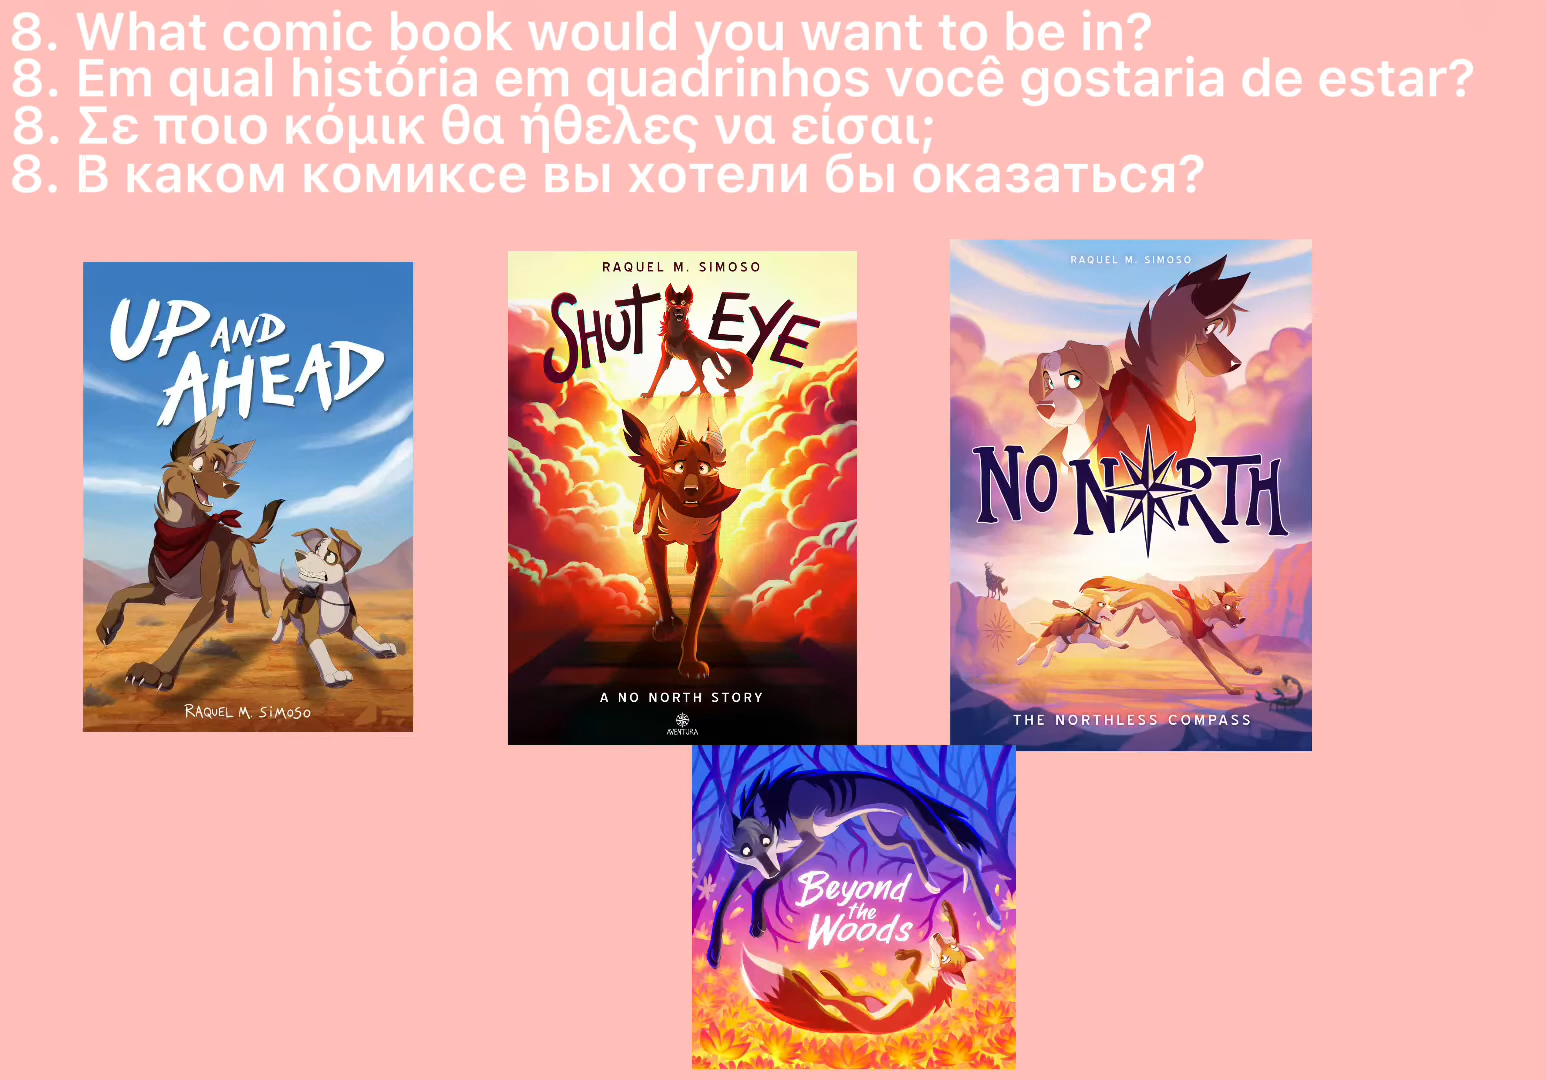 8. What comic book would you want to be in?
8. Em qual história em quadrinhos você gostaria de estar?
8. Σε ποιο κόμικ θα ήθελες να είσαι;
8. В каком комиксе вы хотели бы оказаться?
UP AND
AHEAD
RAQUEL M. SIMOSO
RAQUEL M. SIMOSO
SHUT EYE
A NO NORTH STORY
AVENTURA
RAQUEL M. SIMOSO
NO NORTH
THE NORTHLESS COMPASS
Beyond
the
Woods